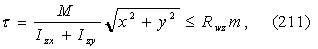 τ = M / (I_zx + I_zy) √(x² + y²) ≤ R_wz m, (211)